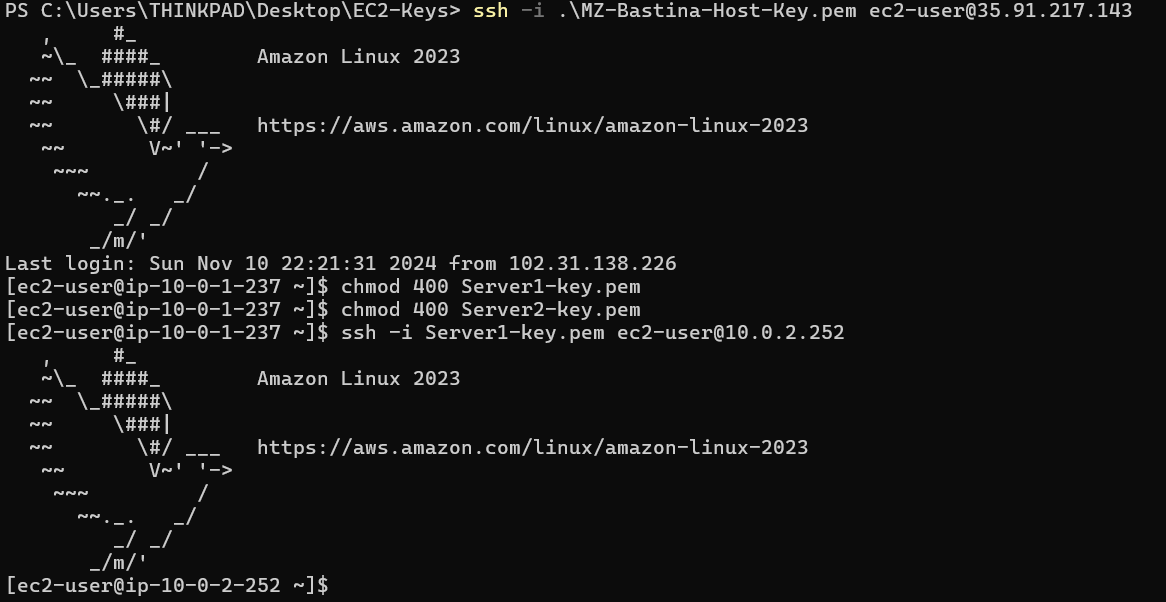 PS C:\Users\THINKPAD\Desktop\EC2-Keys> ssh -i .\MZ-Bastina-Host-Key.pem ec2-user@35.91.217.143
   ,     #_
   ~\_  ####_        Amazon Linux 2023
  ~~  \_#####\
  ~~     \###|
  ~~       \#/ ___   https://aws.amazon.com/linux/amazon-linux-2023
   ~~       V~' '->
    ~~~         /
      ~~._.   _/
         _/ _/
       _/m/'
Last login: Sun Nov 10 22:21:31 2024 from 102.31.138.226
[ec2-user@ip-10-0-1-237 ~]$ chmod 400 Server1-key.pem
[ec2-user@ip-10-0-1-237 ~]$ chmod 400 Server2-key.pem
[ec2-user@ip-10-0-1-237 ~]$ ssh -i Server1-key.pem ec2-user@10.0.2.252
   ,     #_
   ~\_  ####_        Amazon Linux 2023
  ~~  \_#####\
  ~~     \###|
  ~~       \#/ ___   https://aws.amazon.com/linux/amazon-linux-2023
   ~~       V~' '->
    ~~~         /
      ~~._.   _/
         _/ _/
       _/m/'
[ec2-user@ip-10-0-2-252 ~]$